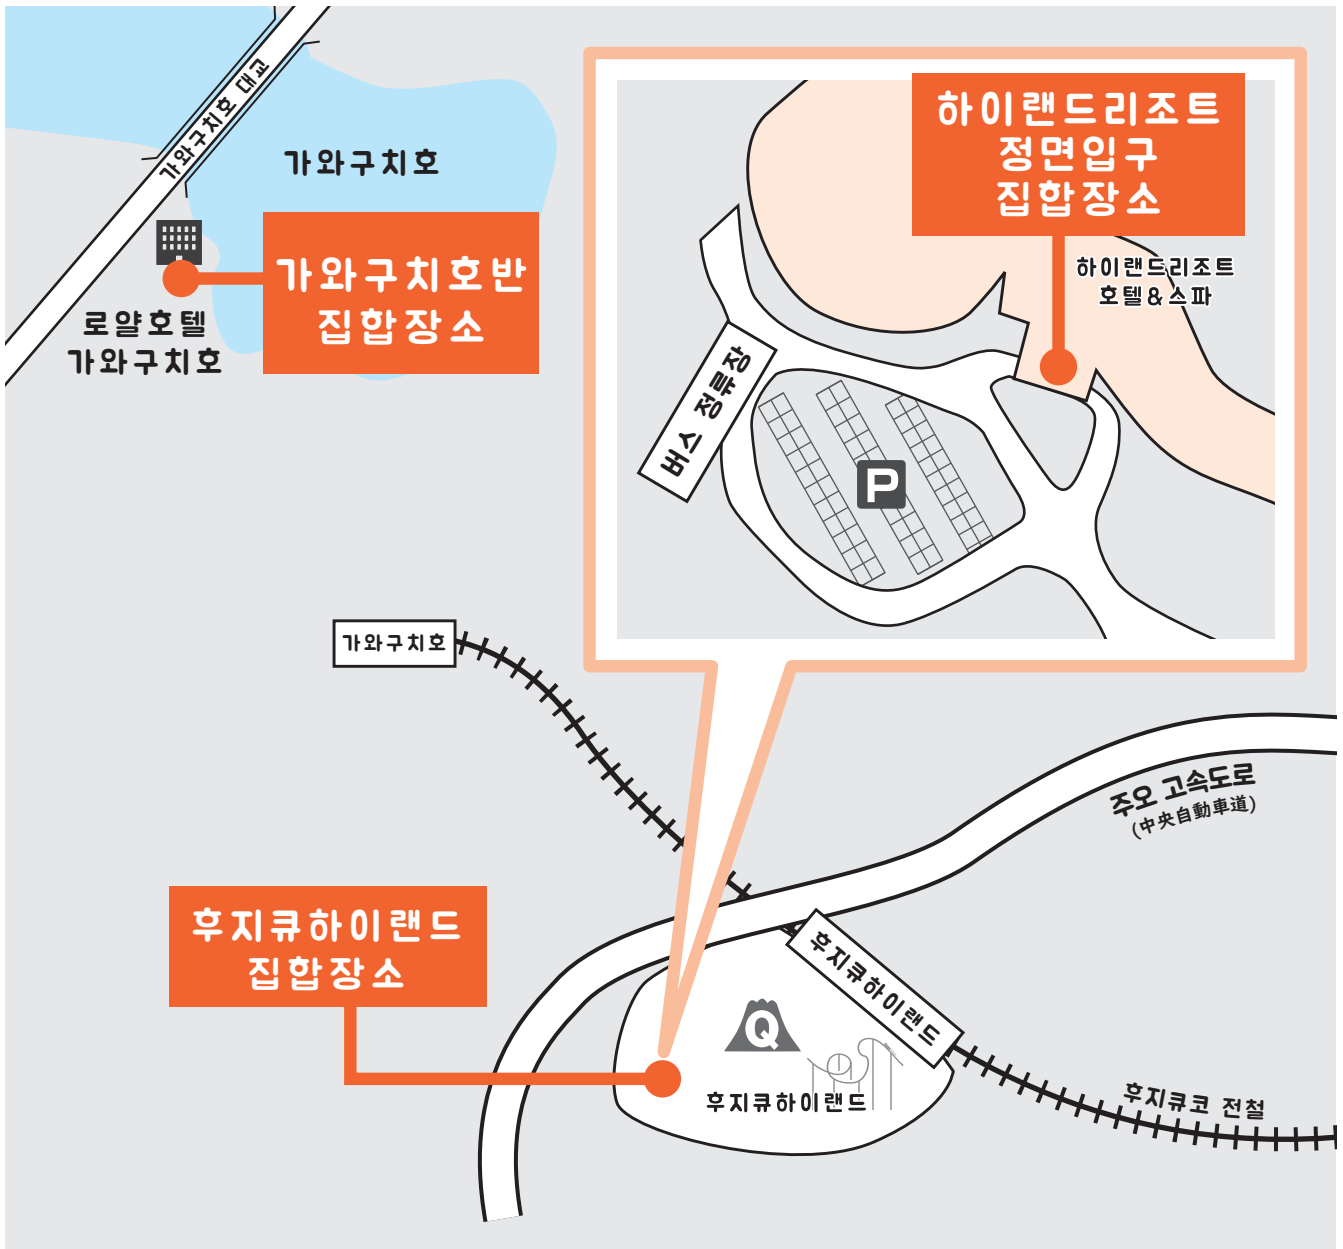 가와구치호 대교
가와구치호
가와구치호반
집합장소
로얄호텔
가와구치호
하이랜드리조트
정면입구
집합장소
하이랜드리조트
호텔&스파
버스 정류장
P
가와구치호
주오 고속도로
(中央自動車道)
후지큐하이랜드
집합장소
후지큐하이랜드
Q
후지큐하이랜드
후지큐코 전철